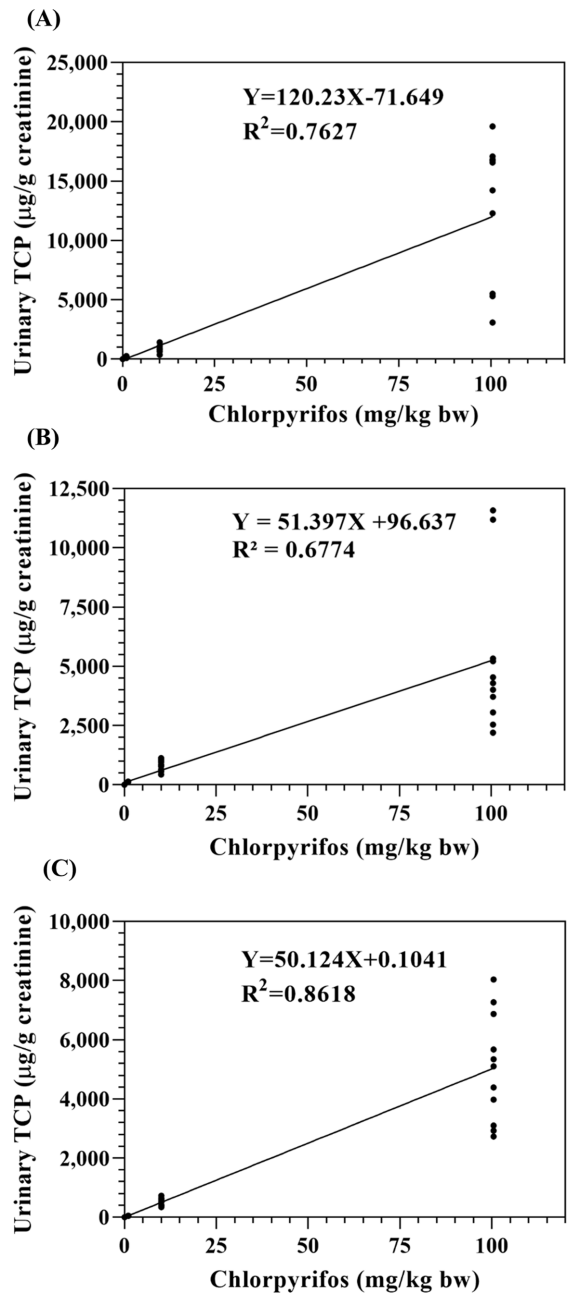 (A)
25,000
Y=120.23X-71.649
R²=0.7627
20,000
15,000
10,000
5,000
0
0 25 50 75 100
Urinary TCP (μg/g creatinine)
Chlorpyrifos (mg/kg bw)
(B)
12,500
Y = 51.397X +96.637
R² = 0.6774
10,000
7,500
5,000
2,500
0
0 25 50 75 100
Urinary TCP (μg/g creatinine)
Chlorpyrifos (mg/kg bw)
(C)
10,000
Y=50.124X+0.1041
R²=0.8618
8,000
6,000
4,000
2,000
0
0 25 50 75 100
Urinary TCP (μg/g creatinine)
Chlorpyrifos (mg/kg bw)